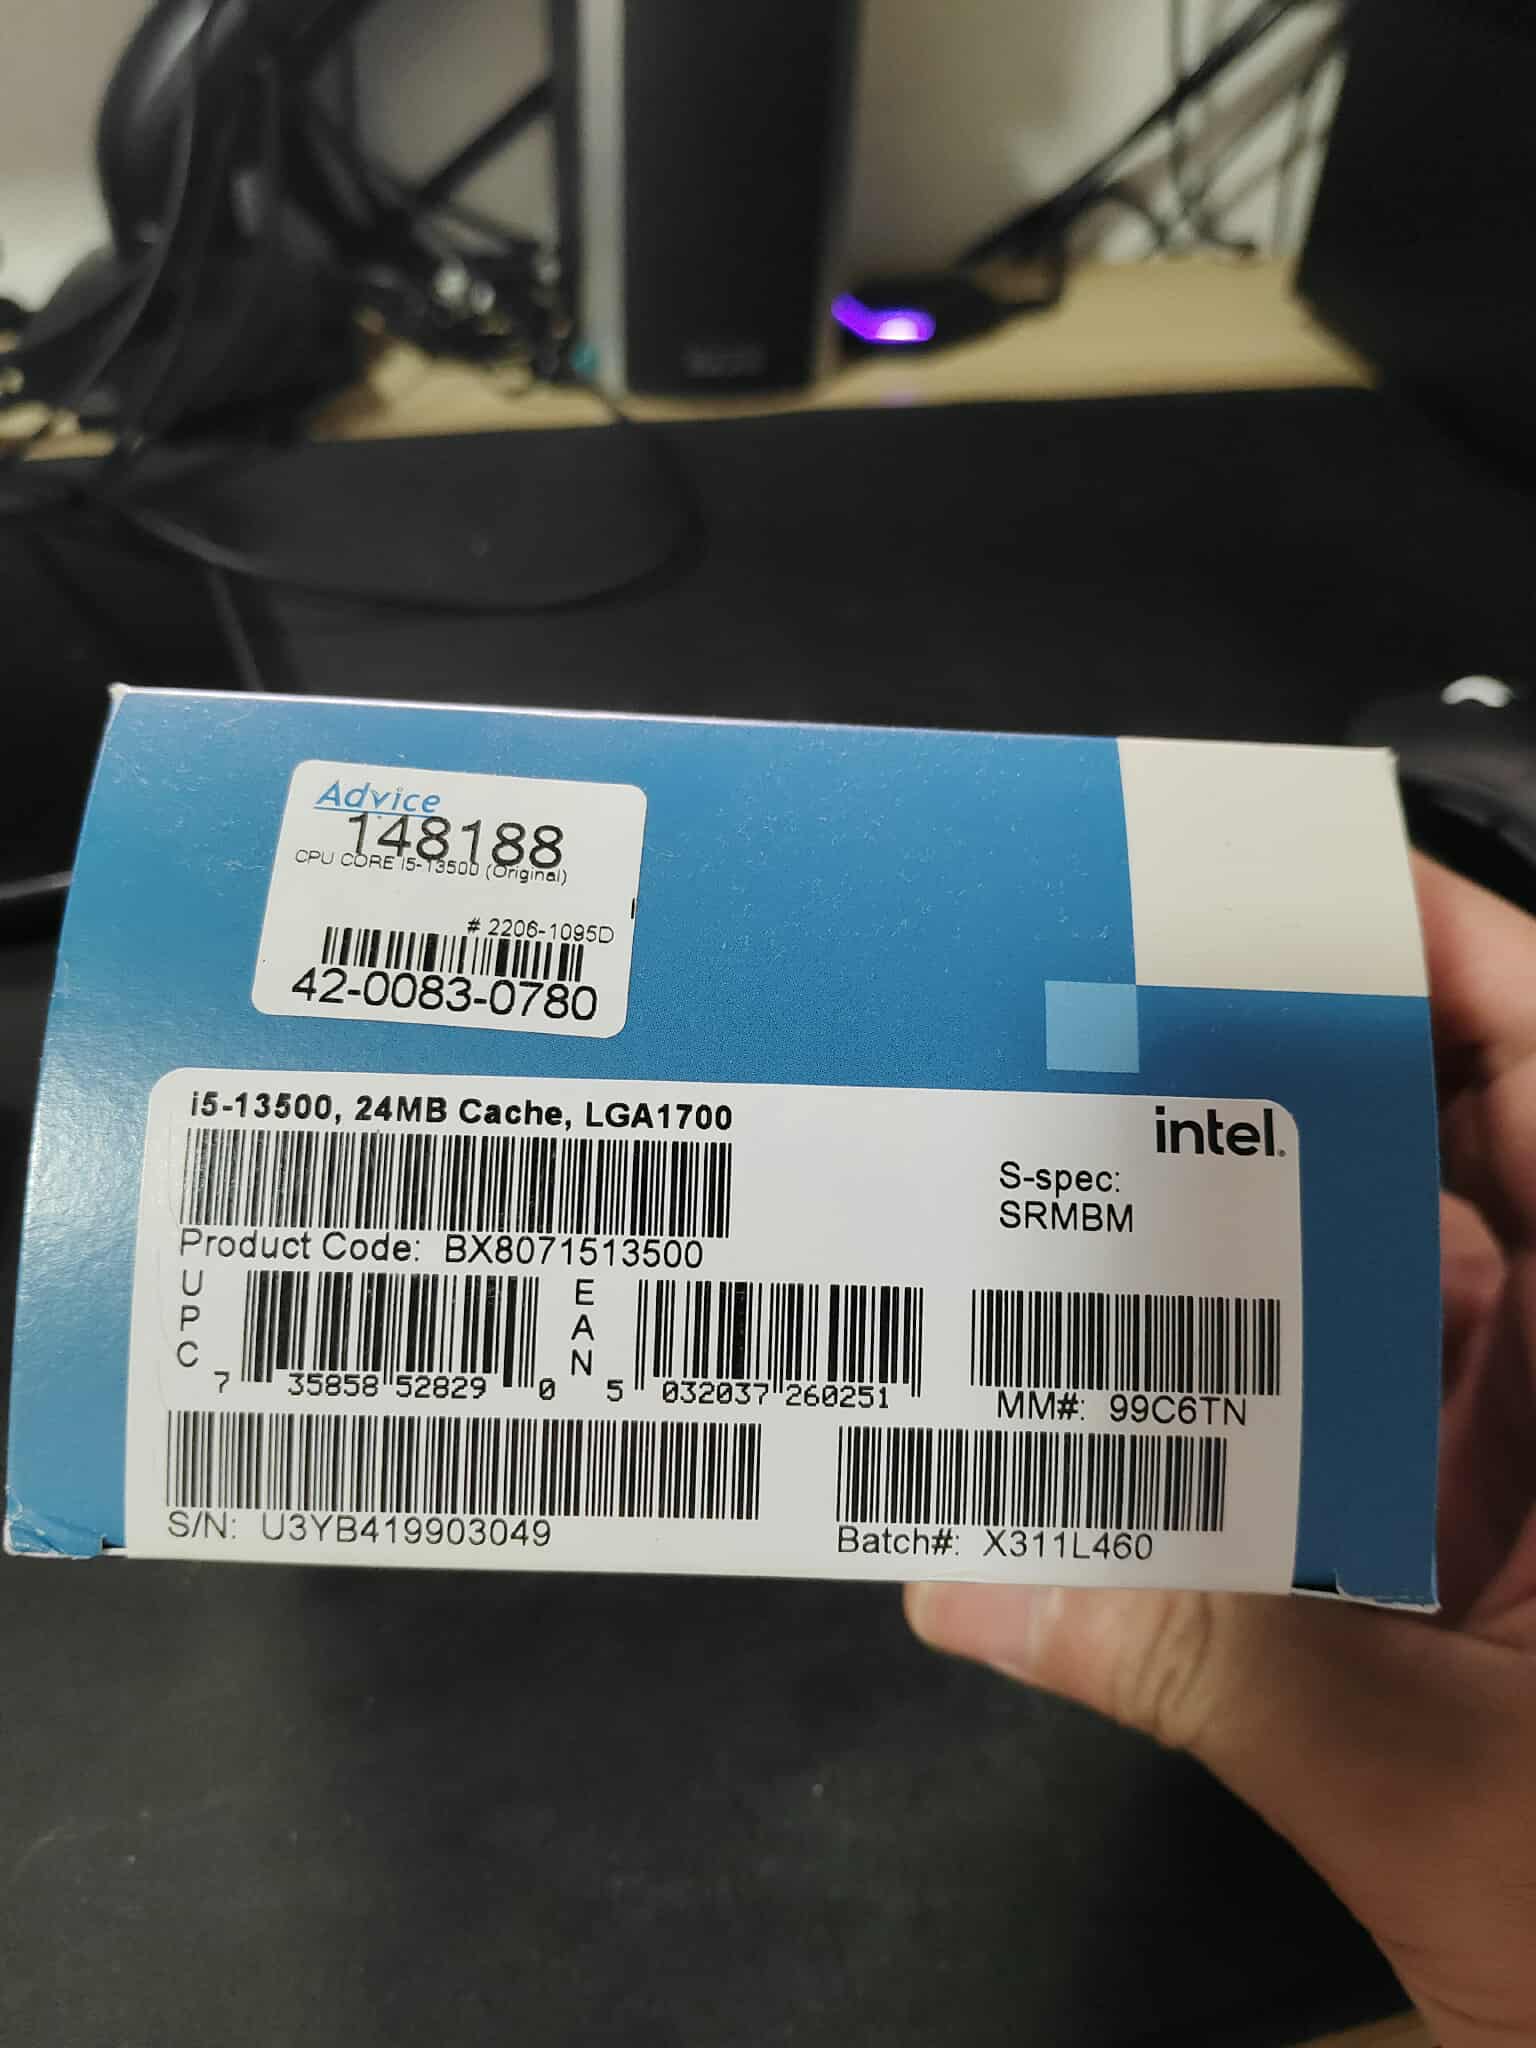 Advice
148188
CPU CORE I5-13500 (Original)
# 2206-1095D
42-0083-0780
i5-13500, 24MB Cache, LGA1700
intel.
S-spec:
SRMBM
Product Code: BX8071513500
UPC
7 35858 52829 0
EAN
5 032037 260251
MM#: 99C6TN
S/N: U3YB419903049
Batch#: X311L460